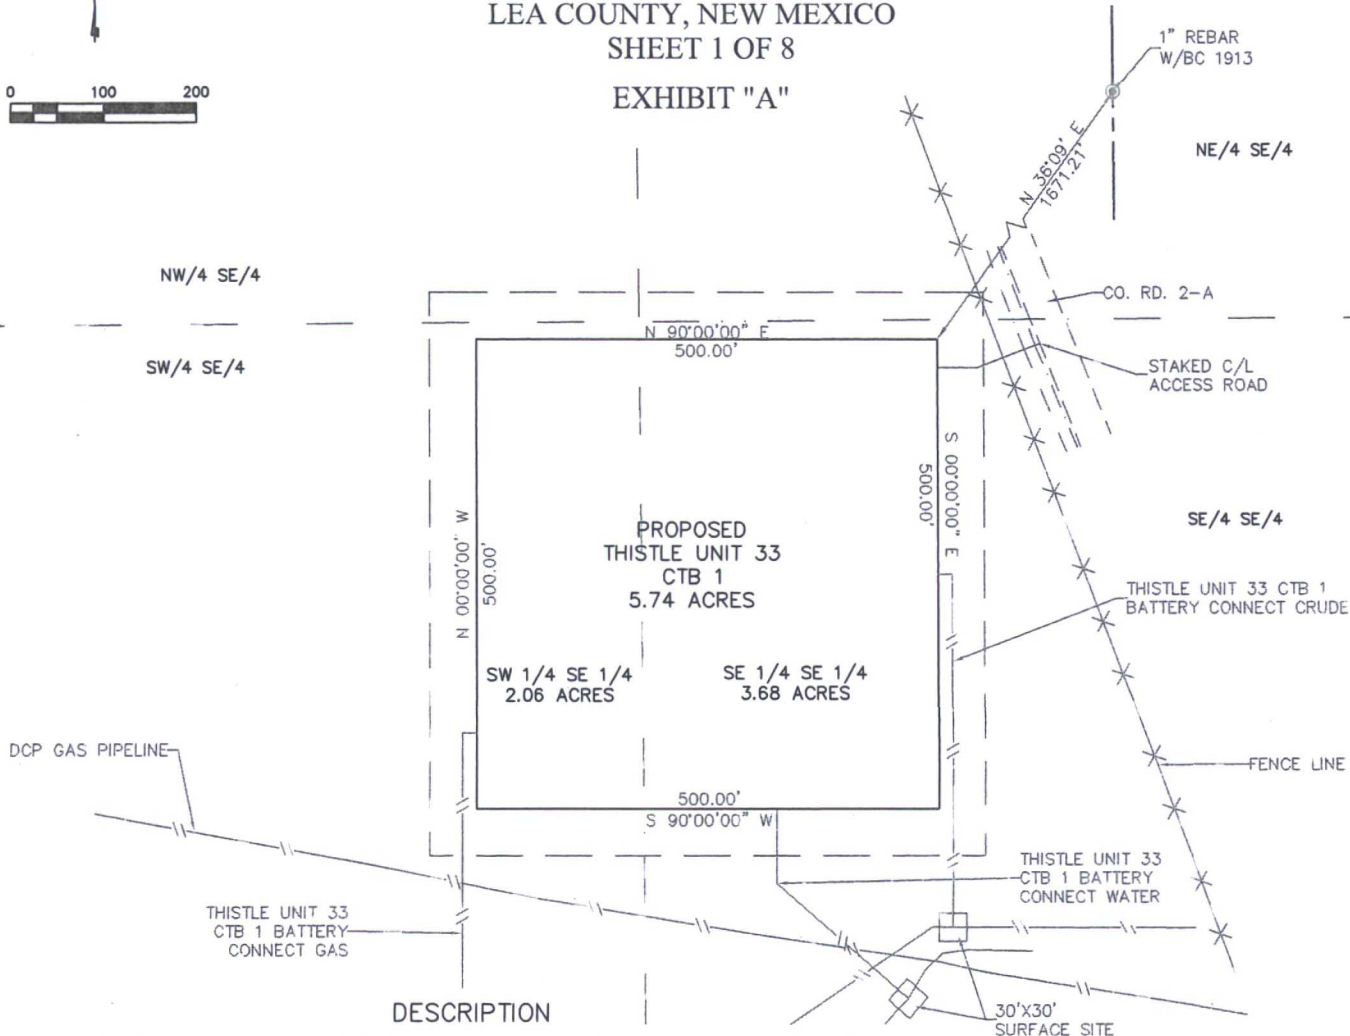 LEA COUNTY, NEW MEXICO
SHEET 1 OF 8
EXHIBIT "A"
0 100 200
1" REBAR
W/BC 1913
NE/4 SE/4
N 36°09' E
1671.21'
NW/4 SE/4
CO. RD. 2-A
N 90°00'00" E
500.00'
SW/4 SE/4
STAKED C/L
ACCESS ROAD
S 00°00'00" E
500.00'
N 00°00'00" W
500.00'
SE/4 SE/4
PROPOSED
THISTLE UNIT 33
CTB 1
5.74 ACRES
THISTLE UNIT 33 CTB 1
BATTERY CONNECT CRUDE
SW 1/4 SE 1/4
2.06 ACRES
SE 1/4 SE 1/4
3.68 ACRES
DCP GAS PIPELINE
FENCE LINE
500.00'
S 90°00'00" W
THISTLE UNIT 33
CTB 1 BATTERY
CONNECT WATER
THISTLE UNIT 33
CTB 1 BATTERY
CONNECT GAS
DESCRIPTION
30'X30'
SURFACE SITE